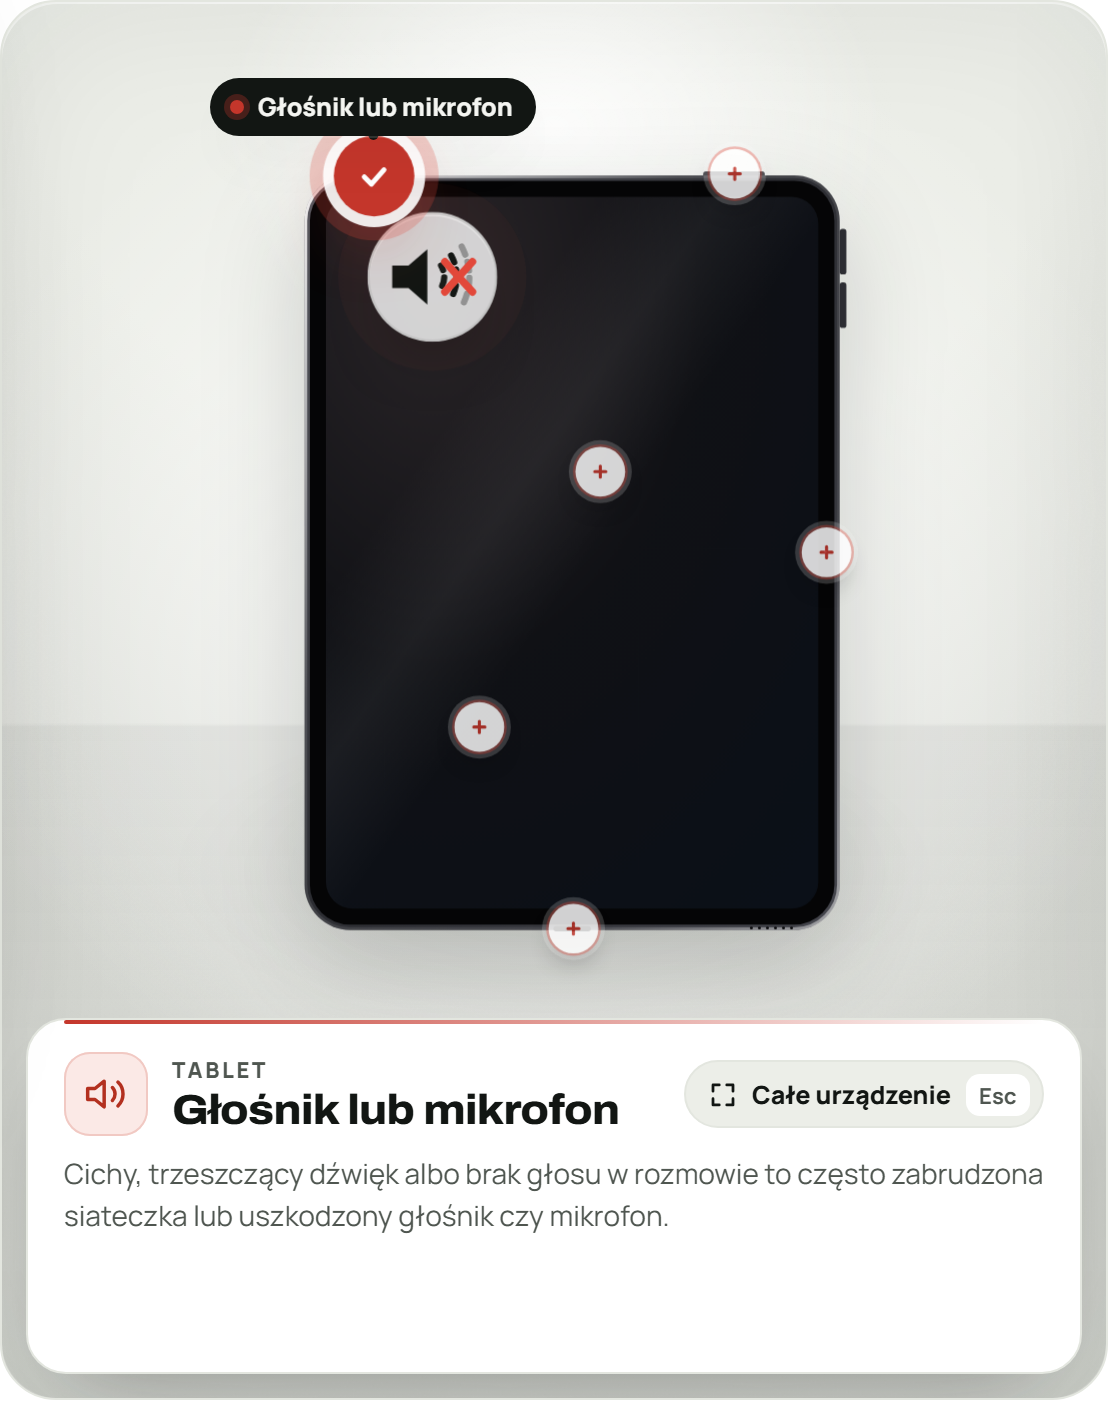 Głośnik lub mikrofon
TABLET
Głośnik lub mikrofon
Całe urządzenie Esc
Cichy, trzeszczący dźwięk albo brak głosu w rozmowie to często zabrudzona
siateczka lub uszkodzony głośnik czy mikrofon.